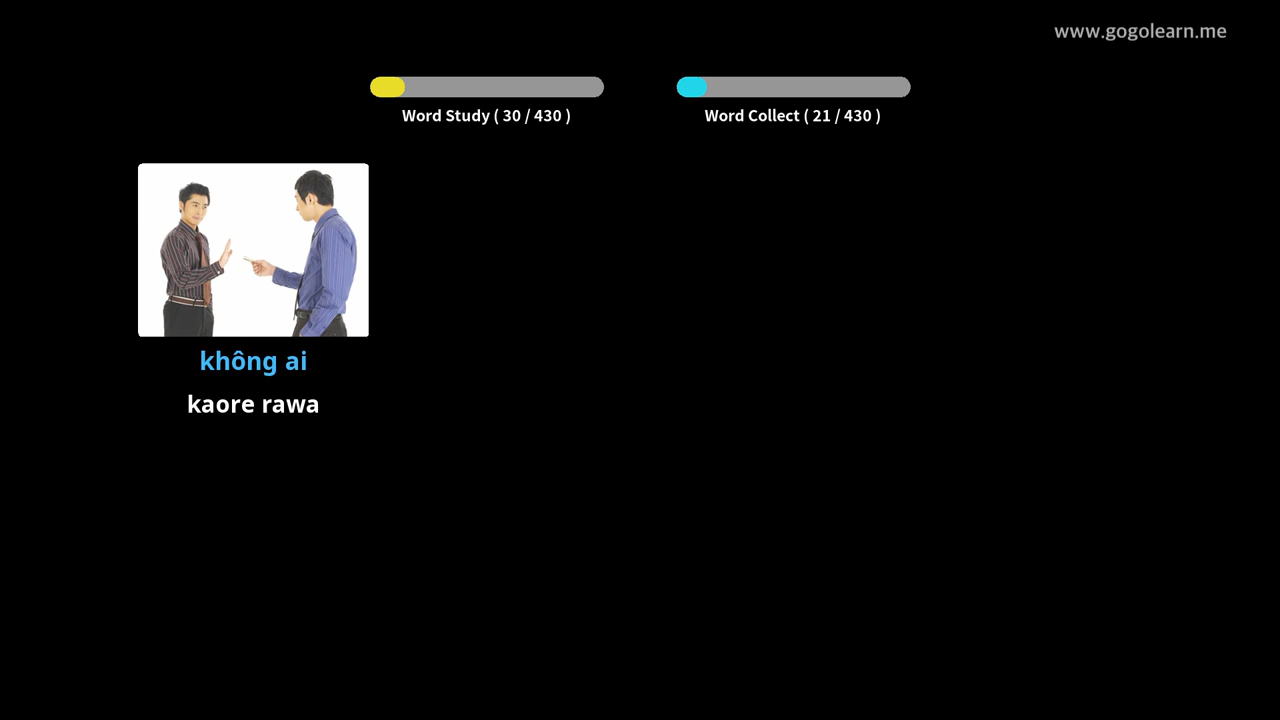 www.gogolearn.me
Word Study ( 30 / 430 )
Word Collect ( 21 / 430 )
không ai
kaore rawa